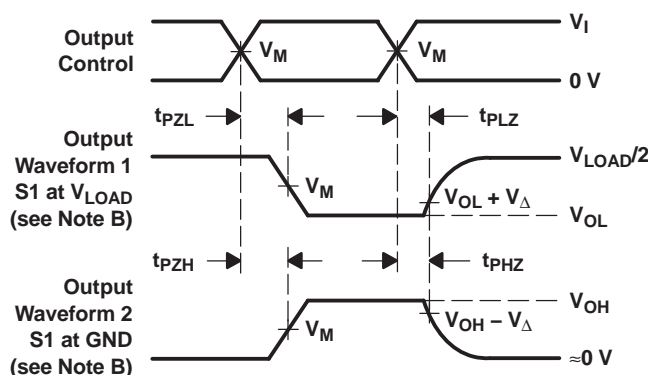 Output
Control
V_M
V_M
V_I
0 V
t_PZL
t_PLZ
Output
Waveform 1
S1 at V_LOAD
(see Note B)
V_M
V_LOAD/2
V_OL + V_Δ
V_OL
t_PZH
t_PHZ
Output
Waveform 2
S1 at GND
(see Note B)
V_M
V_OH
V_OH − V_Δ
≈0 V